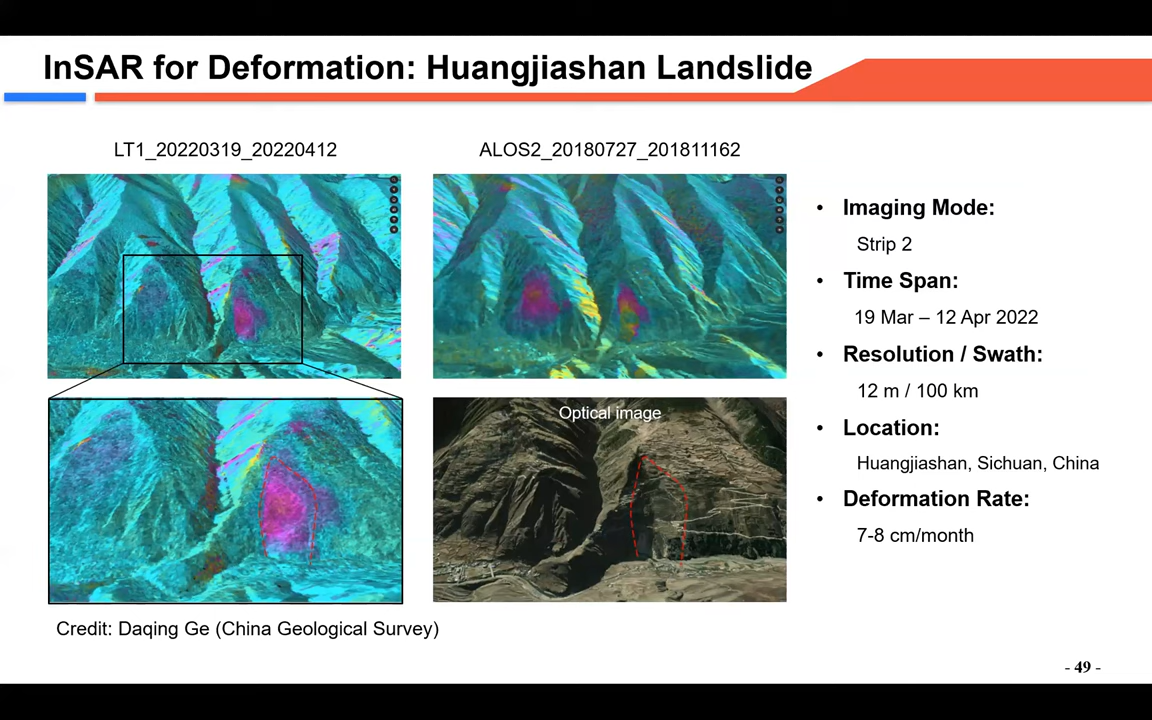 InSAR for Deformation: Huangjiashan Landslide
LT1_20220319_20220412
ALOS2_20180727_201811162
Optical image
Credit: Daqing Ge (China Geological Survey)
• Imaging Mode:
Strip 2
• Time Span:
19 Mar – 12 Apr 2022
• Resolution / Swath:
12 m / 100 km
• Location:
Huangjiashan, Sichuan, China
• Deformation Rate:
7-8 cm/month
- 49 -